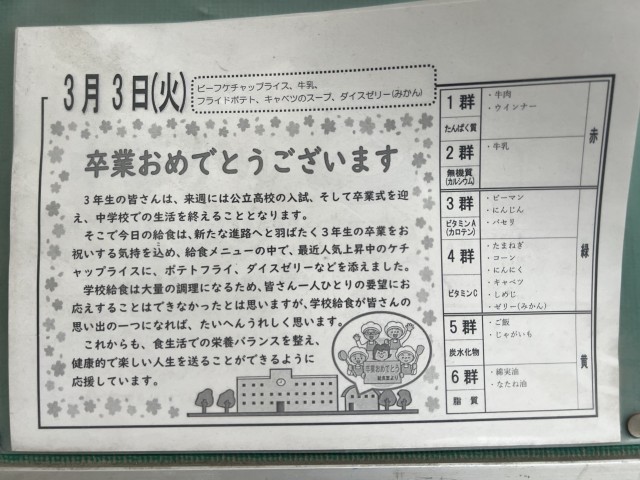 3月3日(火)
ビーフケチャップライス、牛乳、
フライドポテト、キャベツのスープ、ダイスゼリー(みかん)
卒業おめでとうございます
3年生の皆さんは、来週には公立高校の入試、そして卒業式を迎
え、中学校での生活を終えることとなります。
そこで今日の給食は、新たな進路へと羽ばたく3年生の卒業をお
祝いする気持を込め、給食メニューの中で、最近人気上昇中のケチ
ャップライスに、ポテトフライ、ダイスゼリーなどを添えました。
学校給食は大量の調理になるため、皆さん一人ひとりの要望にお
応えすることはできなかったとは思いますが、学校給食が皆さんの
思い出の一つになれば、たいへんうれしく思います。
これからも、食生活での栄養バランスを整え、
健康的で楽しい人生を送ることができるように
応援しています。
卒業おめでとう
1群
たんぱく質
・牛肉
・ウインナー
赤
2群
無機質
(カルシウム)
・牛乳
3群
ビタミンA
(カロテン)
・ピーマン
・にんじん
・パセリ
緑
4群
ビタミンC
・たまねぎ
・コーン
・にんにく
・キャベツ
・しめじ
・ゼリー(みかん)
5群
炭水化物
・ご飯
・じゃがいも
黄
6群
脂質
・綿実油
・なたね油